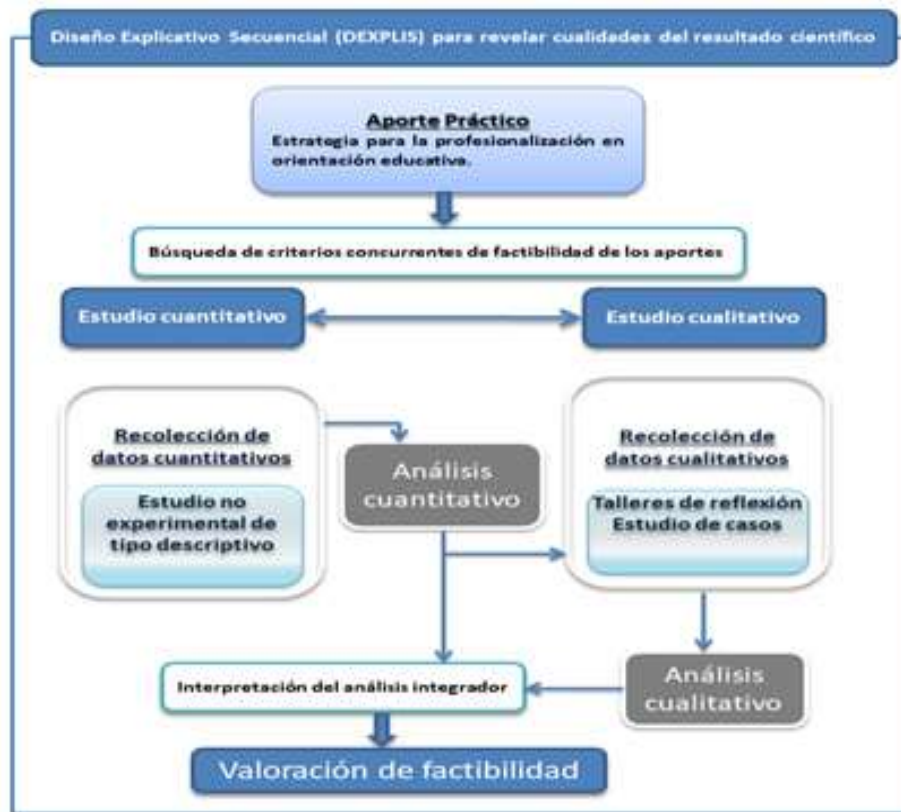 Diseño Explicativo Secuencial (DEXPLIS) para revelar cualidades del resultado científico
Aporte Práctico
Estrategia para la profesionalización en
orientación educativa.
Búsqueda de criterios concurrentes de factibilidad de los aportes
Estudio cuantitativo
Estudio cualitativo
Recolección de
datos cuantitativos
Estudio no
experimental de
tipo descriptivo
Análisis
cuantitativo
Recolección de
datos cualitativos
Talleres de reflexión
Estudio de casos
Análisis
cualitativo
Interpretación del análisis integrador
Valoración de factibilidad